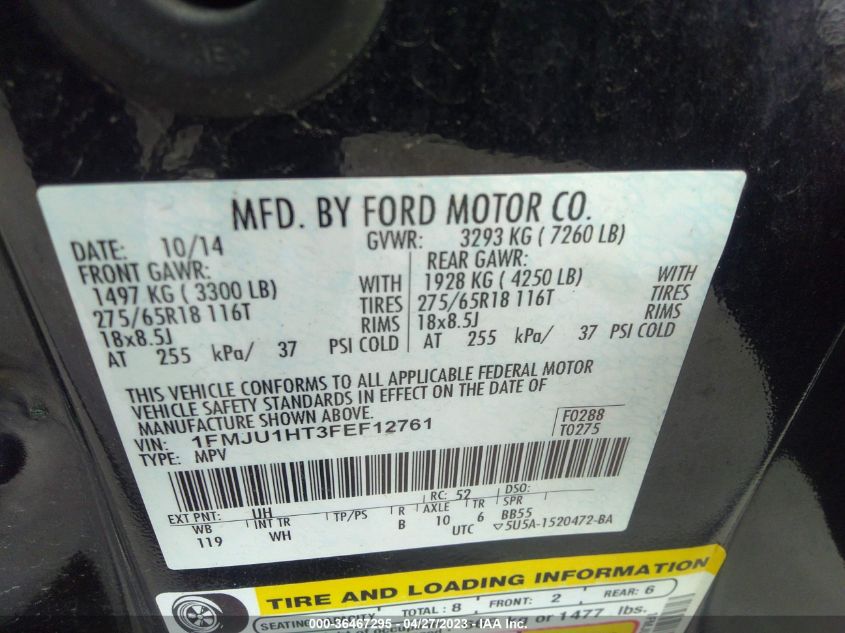 MFD. BY FORD MOTOR CO.
DATE: 10/14 GVWR: 3293 KG ( 7260 LB)
FRONT GAWR: REAR GAWR:
1497 KG ( 3300 LB) WITH 1928 KG ( 4250 LB) WITH
275/65R18 116T TIRES 275/65R18 116T TIRES
18x8.5J RIMS 18x8.5J RIMS
AT 255 kPa/ 37 PSI COLD AT 255 kPa/ 37 PSI COLD
THIS VEHICLE CONFORMS TO ALL APPLICABLE FEDERAL MOTOR
VEHICLE SAFETY STANDARDS IN EFFECT ON THE DATE OF
MANUFACTURE SHOWN ABOVE.
VIN: 1FMJU1HT3FEF12761 F0288
TYPE: MPV T0275
EXT PNT: UH RC: 52 DSO:
WB INT TR TP/PS R AXLE TR SPR
119 WH B 10 6 BB55
UTC ▽5U5A-1520472-BA
TIRE AND LOADING INFORMATION
SEATING CAPACITY TOTAL: 8 FRONT: 2 REAR: 6
or 1477 lbs.
000-36467295 - 04/27/2023 - IAA Inc.